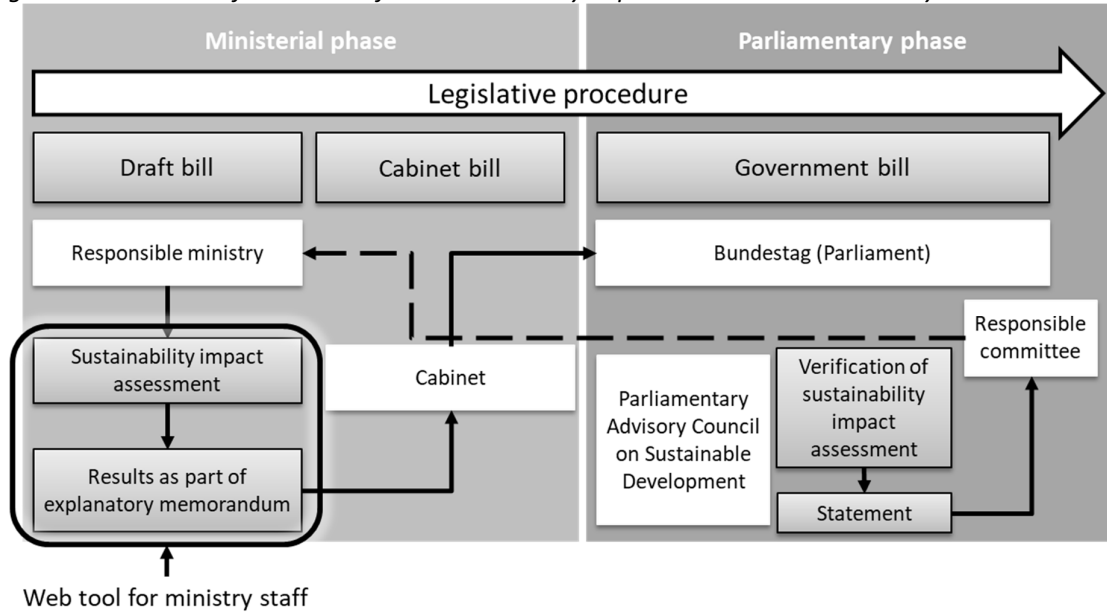 Ministerial phase
Parliamentary phase
Legislative procedure
Draft bill
Cabinet bill
Government bill
Responsible ministry
Bundestag (Parliament)
Sustainability impact
assessment
Results as part of
explanatory memorandum
Cabinet
Parliamentary
Advisory Council
on Sustainable
Development
Verification of
sustainability
impact
assessment
Statement
Responsible
committee
Web tool for ministry staff